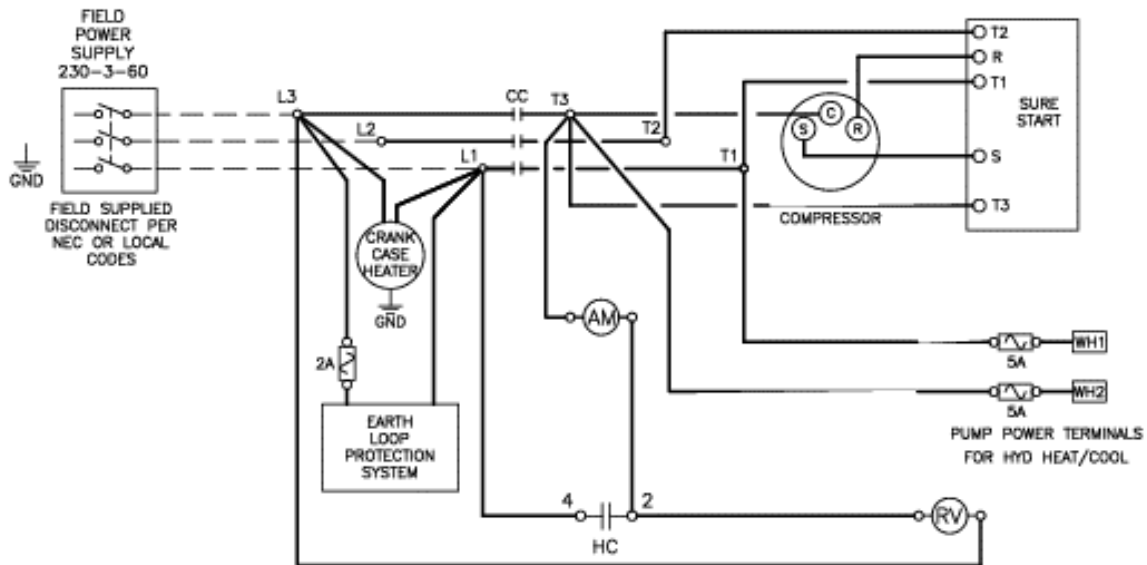 FIELD
POWER
SUPPLY
230-3-60
GND
FIELD SUPPLIED
DISCONNECT PER
NEC OR LOCAL
CODES
L3
L2
L1
CC
T3
T2
T1
CRANK
CASE
HEATER
GND
2A
EARTH
LOOP
PROTECTION
SYSTEM
AM
4
2
HC
RV
C
S
R
COMPRESSOR
T2
R
T1
SURE
START
S
T3
WH1
5A
WH2
5A
PUMP POWER TERMINALS
FOR HYD HEAT/COOL